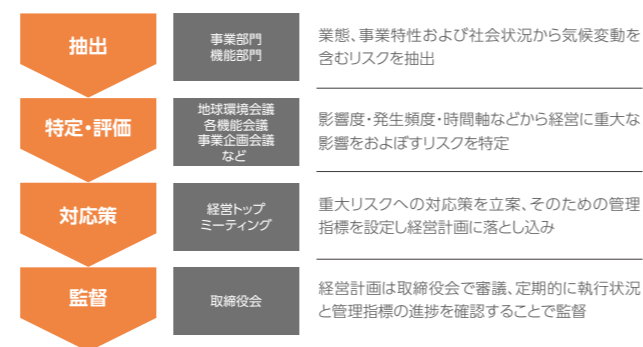 抽出
事業部門
機能部門
業態、事業特性および社会状況から気候変動を
含むリスクを抽出
特定・評価
地球環境会議
各機能会議
事業企画会議
など
影響度・発生頻度・時間軸などから経営に重大な
影響をおよぼすリスクを特定
対応策
経営トップ
ミーティング
重大リスクへの対応策を立案、そのための管理
指標を設定し経営計画に落とし込み
監督
取締役会
経営計画は取締役会で審議、定期的に執行状況
と管理指標の進捗を確認することで監督